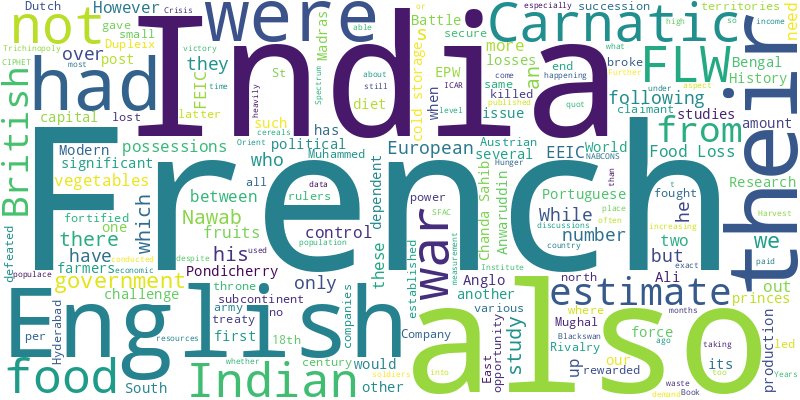 India
French
also
their
English
Indian
Carnatic
were
not
had
war
FLW
food
British
from
estimate
government
Nawab
However
Dutch
Crisis
territories
especially
high
income
Trichinopoly
gave
small
Battle
succession
Dupleix
they
over
more
losses
need
CIPHET
possessions
post
Madras
an
Bengal
History
victory
most
FEIC
St
Spectrum
about
still
cold storages
EPW
end
happening
broke
so
time
able
same
killed
ICAR
following
claimant
under
aspect
capital
lost
latter
such
diet
when
issue
published
quot
studies
amount
heavily
has
cereals
level
come
Further
Modern
who
political
Orient
Muhammed
European
Austrian
World
Food Loss
significant
several
NABCONS
vegetables
which
between
all
data
rulers
Hunger
EEIC
Research
than
fortified
one
Nawab
fruits
Chanda Sahib
Anwaruddin
While
Portuguese
he
fought
there
his
control
dependent
power
number
two
we
defeated
have
farmers
Pondicherry
these
SFAC
discussions
place
often
Harvest
challenge
subcontinent
used
population
only
Anglo
another
country
but
increasing
paid
populace
throne
despite
established
measurement
north
Ali
out
economic
conducted
army
no
Institute
various
where
princes
per
Hyderabad
treaty
first
18th
companies
Company
East
opportunity
study
Mughal
force
exact
months
production
South
resources
century
would
other
whether
soldiers
into
Blackswan
Rivalry
up
rewarded
our
ago
taking
its
led
waste
demand
or
Book
too
what
t
secure
Years